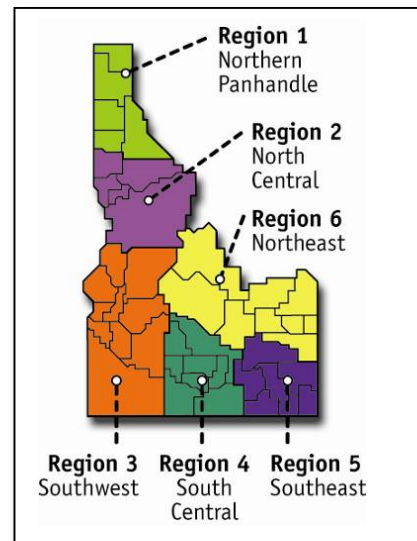 Region 1
Northern
Panhandle
Region 2
North
Central
Region 6
Northeast
Region 3
Southwest
Region 4
South
Central
Region 5
Southeast